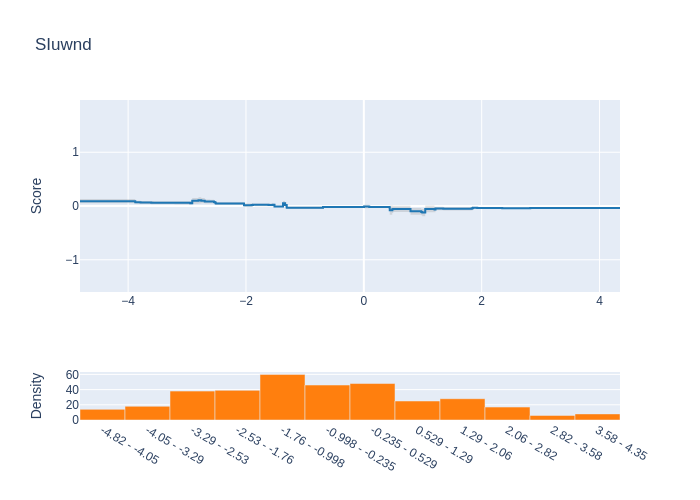 SIuwnd
Score
1
0
−1
−4
−2
0
2
4
Density
60
40
20
0
-4.82 - -4.05
-4.05 - -3.29
-3.29 - -2.53
-2.53 - -1.76
-1.76 - -0.998
-0.998 - -0.235
-0.235 - 0.529
0.529 - 1.29
1.29 - 2.06
2.06 - 2.82
2.82 - 3.58
3.58 - 4.35